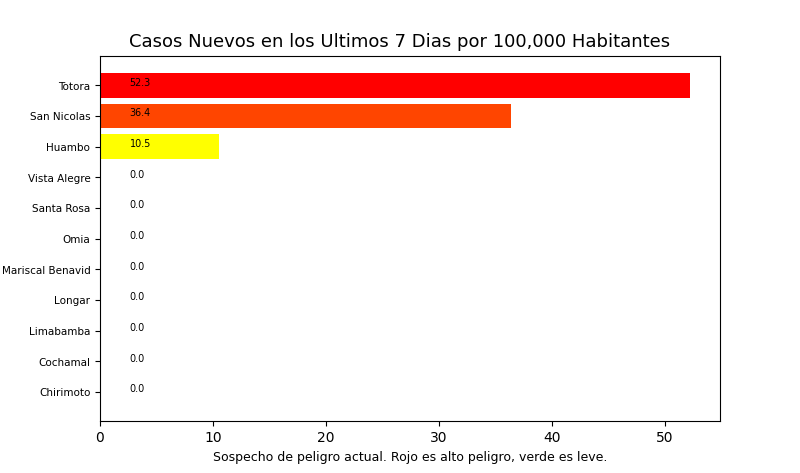 Casos Nuevos en los Ultimos 7 Dias por 100,000 Habitantes
Totora 52.3
San Nicolas 36.4
Huambo 10.5
Vista Alegre 0.0
Santa Rosa 0.0
Omia 0.0
Mariscal Benavid 0.0
Longar 0.0
Limabamba 0.0
Cochamal 0.0
Chirimoto 0.0
0 10 20 30 40 50
Sospecho de peligro actual. Rojo es alto peligro, verde es leve.